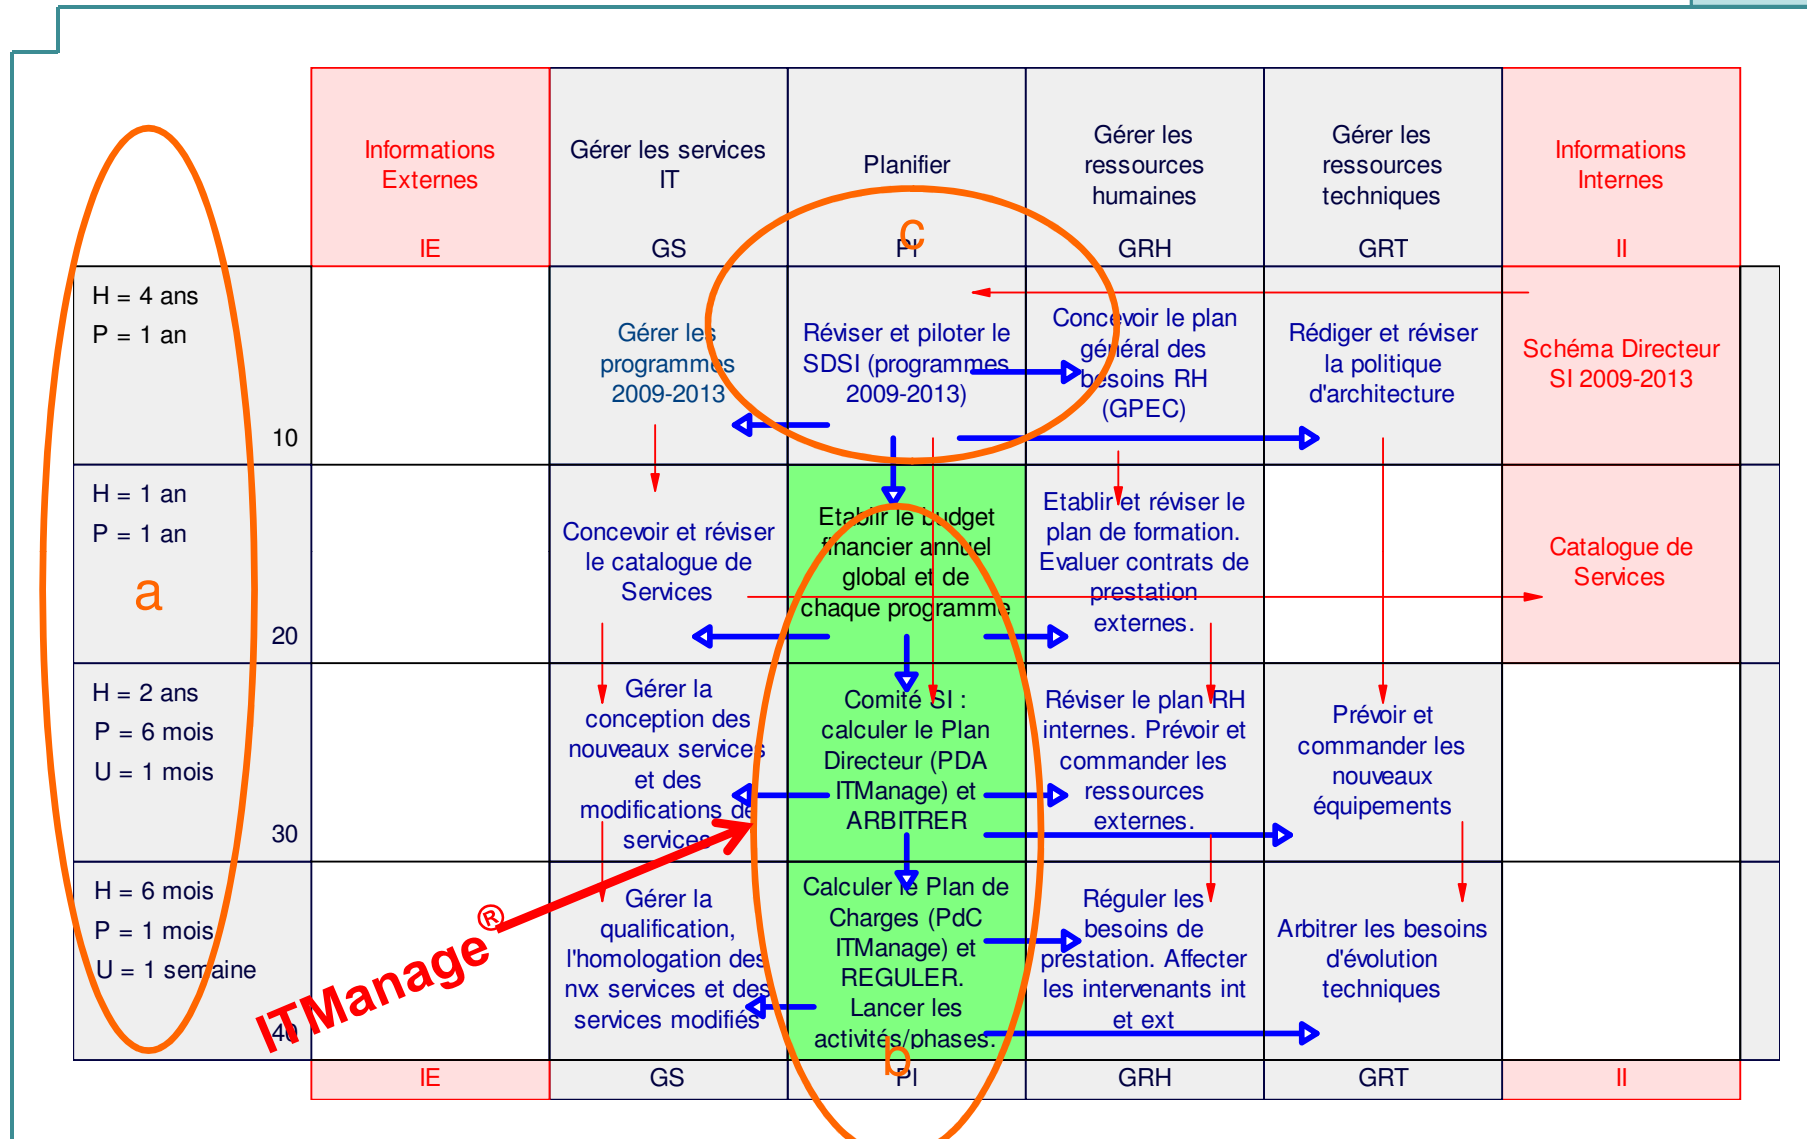 Informations
Externes
IE
Gérer les services
IT
GS
Planifier
PI
Gérer les
ressources
humaines
GRH
Gérer les
ressources
techniques
GRT
Informations
Internes
II
c
H = 4 ans
P = 1 an
10
Gérer les
programmes
2009-2013
Réviser et piloter le
SDSI (programmes
2009-2013)
Concevoir le plan
général des
besoins RH
(GPEC)
Rédiger et réviser
la politique
d'architecture
Schéma Directeur
SI 2009-2013
H = 1 an
P = 1 an
a
20
Concevoir et réviser
le catalogue de
Services
Etablir le budget
financier annuel
global et de
chaque programme
Etablir et réviser le
plan de formation.
Evaluer contrats de
prestation
externes.
Catalogue de
Services
H = 2 ans
P = 6 mois
U = 1 mois
30
Gérer la
conception des
nouveaux services
et des
modifications de
services
Comité SI :
calculer le Plan
Directeur (PDA
ITManage) et
ARBITRER
Réviser le plan RH
internes. Prévoir et
commander les
ressources
externes.
Prévoir et
commander les
nouveaux
équipements
H = 6 mois
P = 1 mois
U = 1 semaine
40
ITManage®
Gérer la
qualification,
l'homologation des
nvx services et des
services modifiés
Calculer le Plan de
Charges (PdC
ITManage) et
REGULER.
Lancer les
activités/phases.
b
Réguler les
besoins de
prestation. Affecter
les intervenants int
et ext
Arbitrer les besoins
d'évolution
techniques
IE
GS
PI
GRH
GRT
II